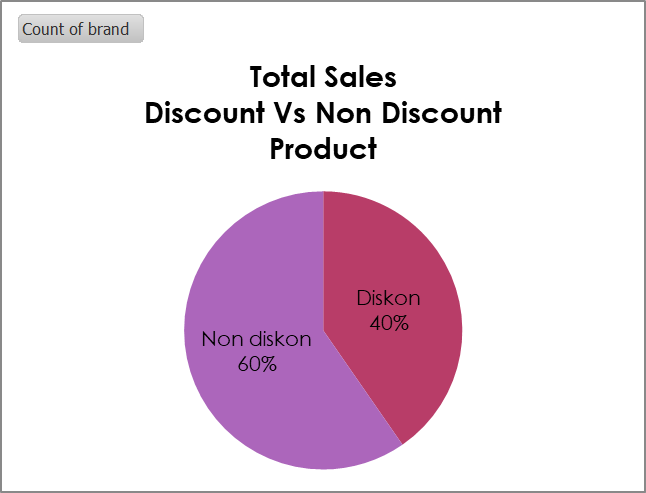 Count of brand
Total Sales
Discount Vs Non Discount
Product
Diskon
40%
Non diskon
60%